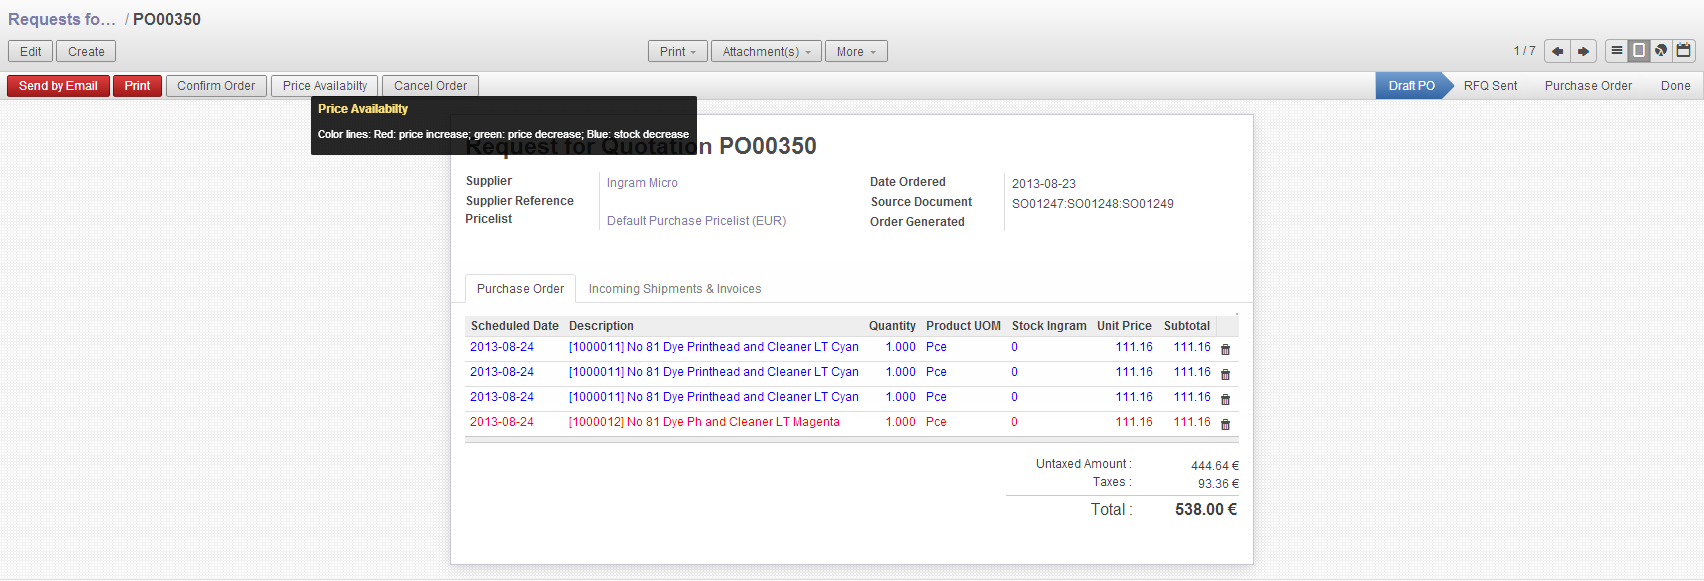 Requests fo... / PO00350
Edit Create Print Attachment(s) More 1 / 7
Send by Email Print Confirm Order Price Availabilty Cancel Order Draft PO RFQ Sent Purchase Order Done
Price Availabilty
Color lines: Red: price increase; green: price decrease; Blue: stock decrease
Request for Quotation PO00350
Supplier Ingram Micro Date Ordered 2013-08-23
Supplier Reference Source Document SO01247:SO01248:SO01249
Pricelist Default Purchase Pricelist (EUR) Order Generated
Purchase Order Incoming Shipments & Invoices
Scheduled Date Description Quantity Product UOM Stock Ingram Unit Price Subtotal
2013-08-24 [1000011] No 81 Dye Printhead and Cleaner LT Cyan 1.000 Pce 0 111.16 111.16
2013-08-24 [1000011] No 81 Dye Printhead and Cleaner LT Cyan 1.000 Pce 0 111.16 111.16
2013-08-24 [1000011] No 81 Dye Printhead and Cleaner LT Cyan 1.000 Pce 0 111.16 111.16
2013-08-24 [1000012] No 81 Dye Ph and Cleaner LT Magenta 1.000 Pce 0 111.16 111.16
Untaxed Amount : 444.64 €
Taxes : 93.36 €
Total : 538.00 €